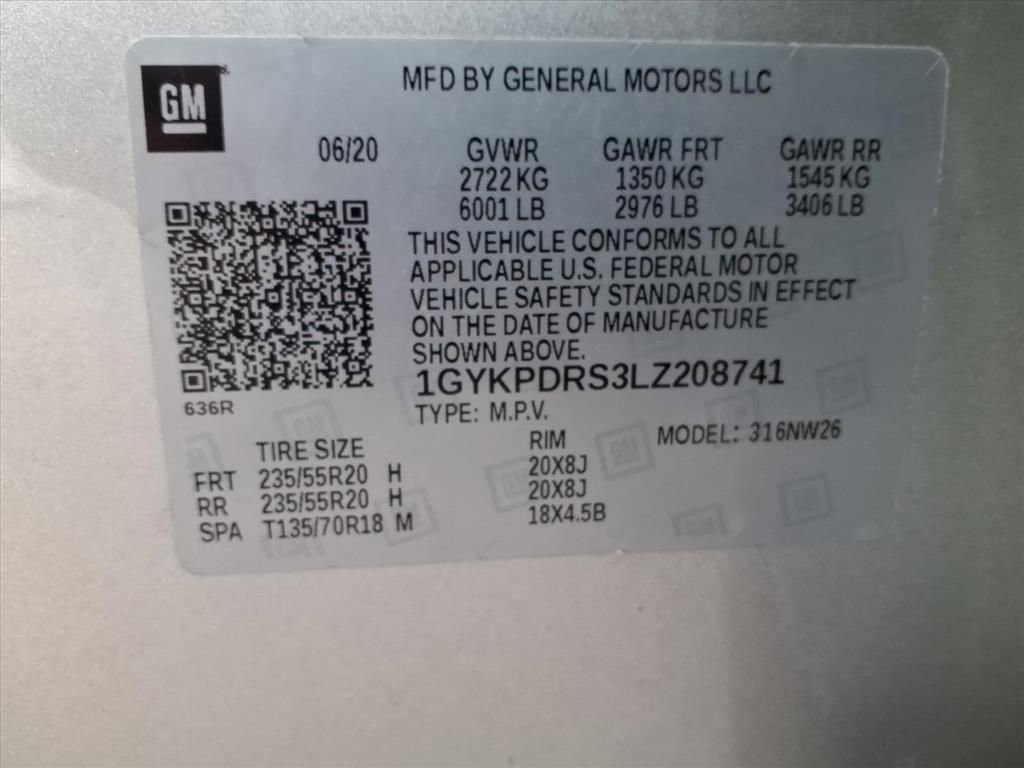 GM
MFD BY GENERAL MOTORS LLC
06/20 GVWR GAWR FRT GAWR RR
2722 KG 1350 KG 1545 KG
6001 LB 2976 LB 3406 LB
THIS VEHICLE CONFORMS TO ALL
APPLICABLE U.S. FEDERAL MOTOR
VEHICLE SAFETY STANDARDS IN EFFECT
ON THE DATE OF MANUFACTURE
SHOWN ABOVE.
1GYKPDRS3LZ208741
636R
TYPE: M.P.V.
TIRE SIZE RIM MODEL: 316NW26
FRT 235/55R20 H 20X8J
RR 235/55R20 H 20X8J
SPA T135/70R18 M 18X4.5B